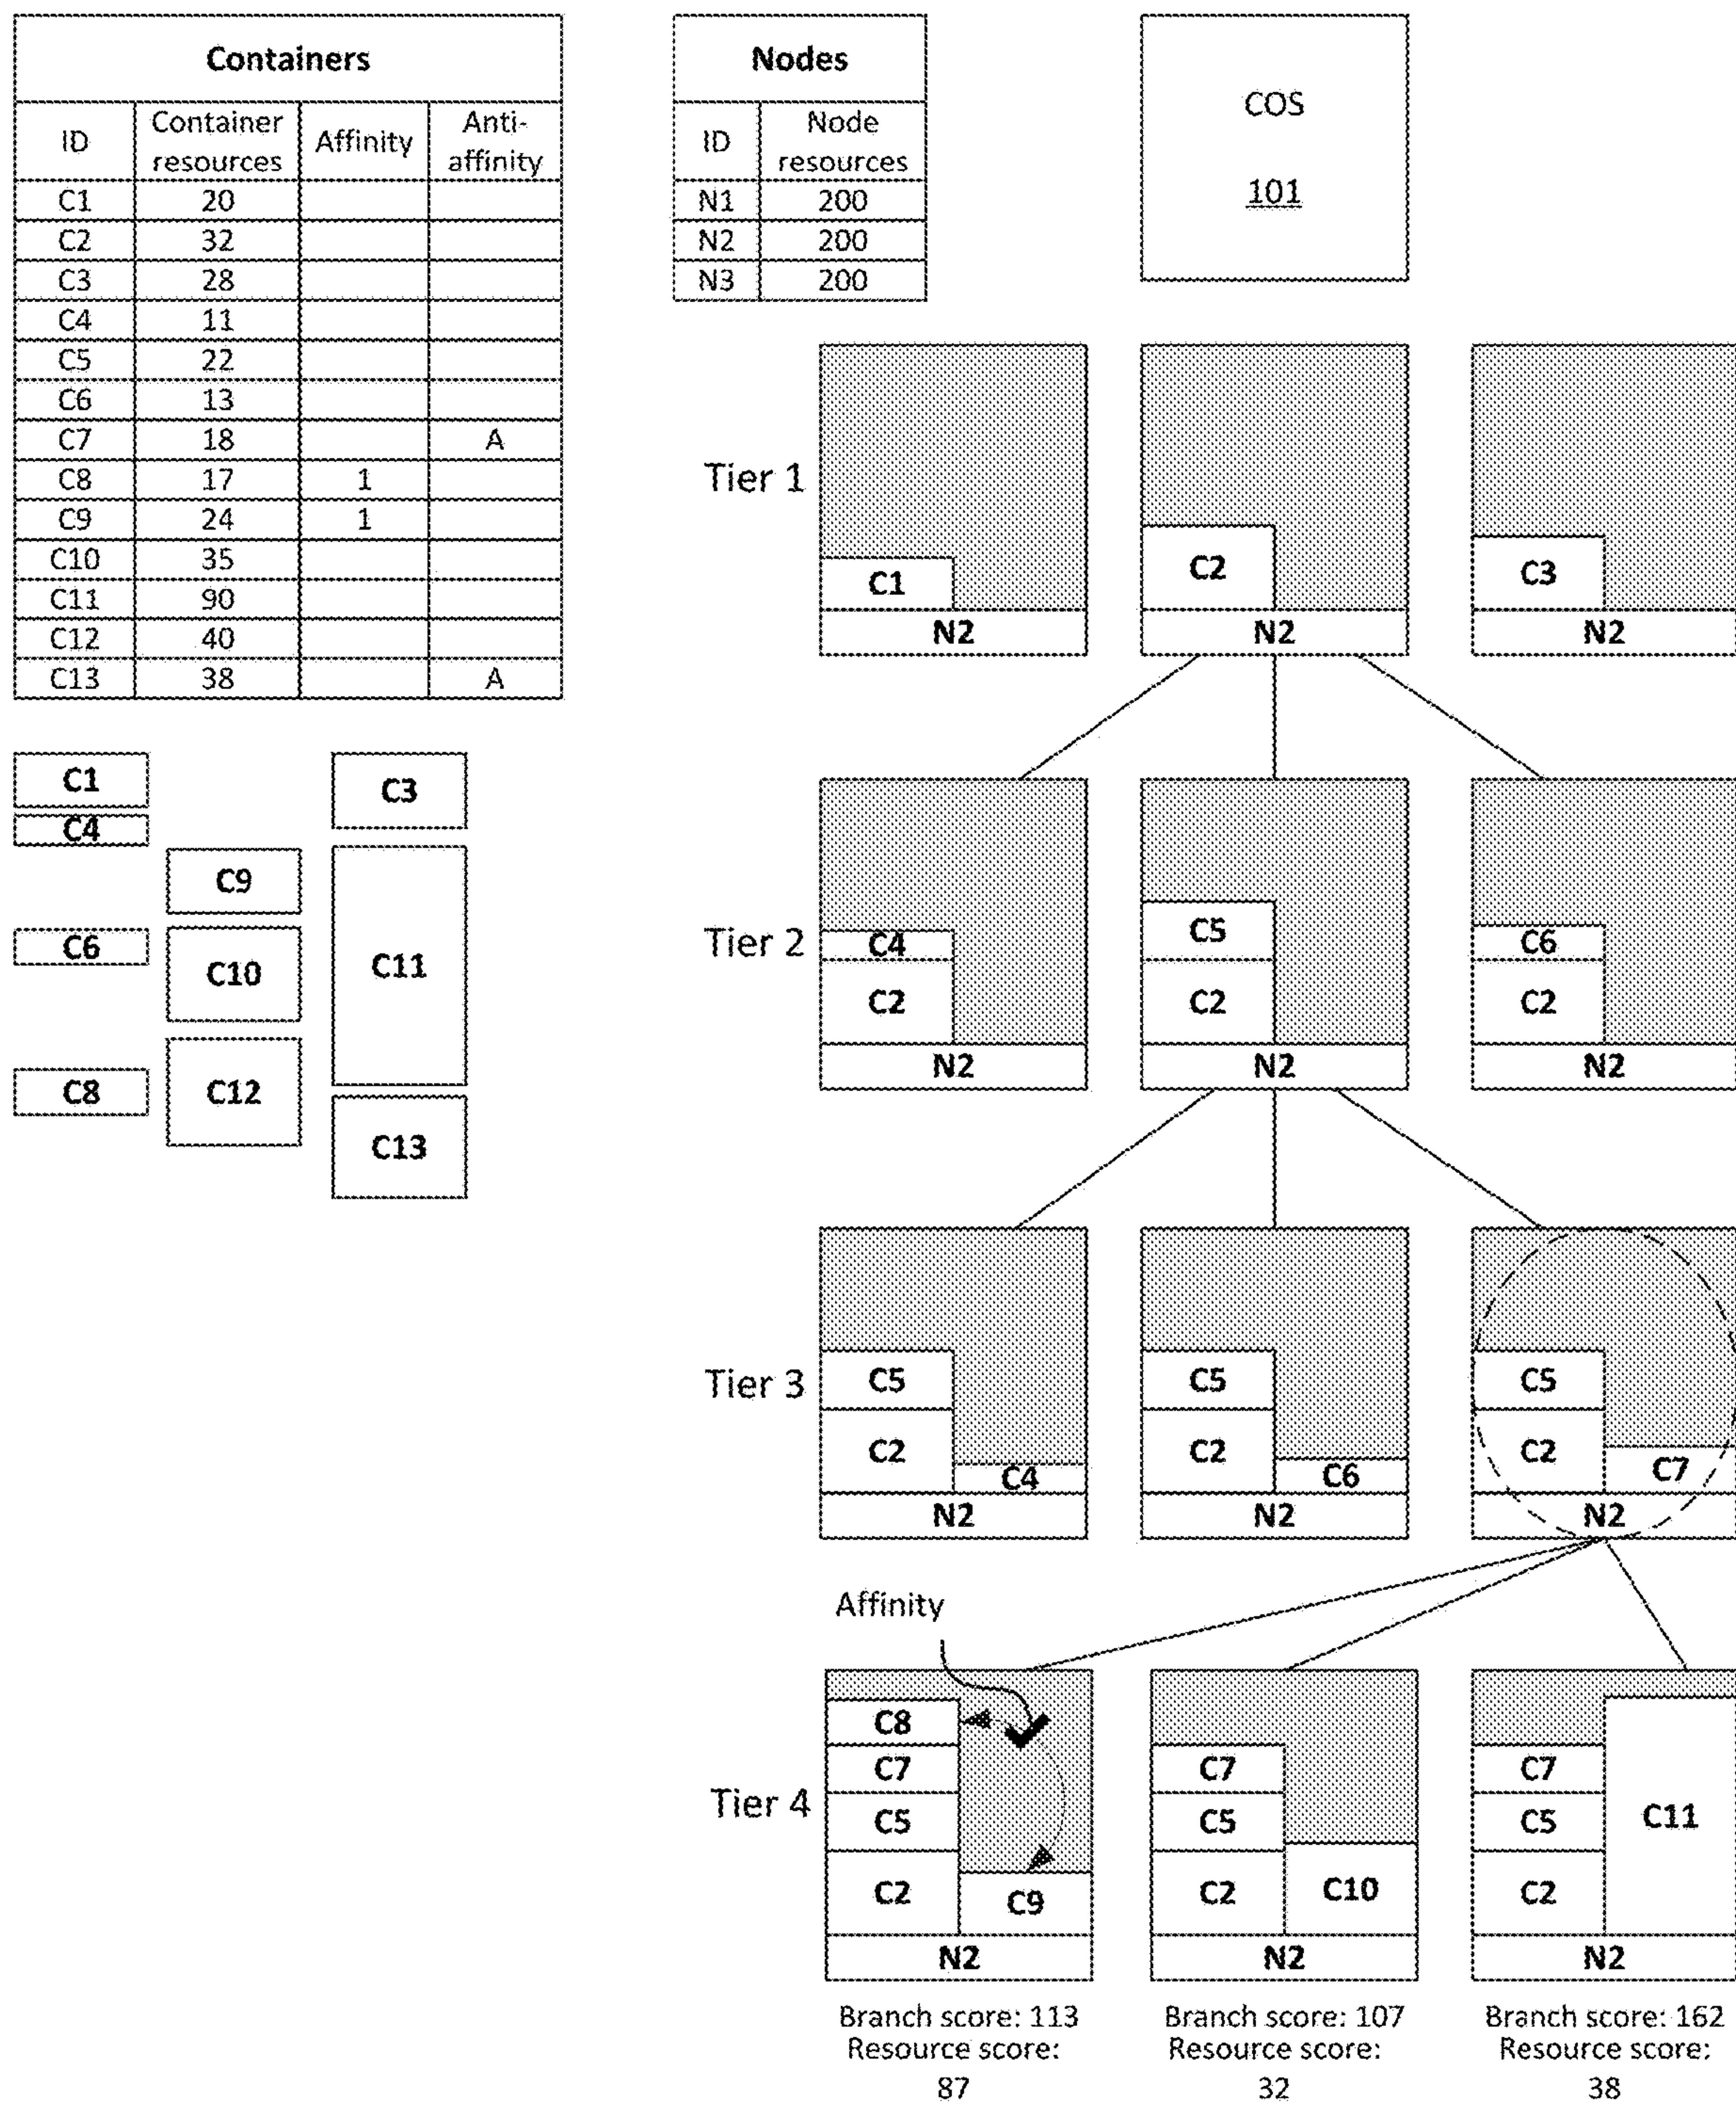 Containers
ID Container resources Affinity Anti-affinity
C1 20
C2 32
C3 28
C4 11
C5 22
C6 13
C7 18 A
C8 17 1
C9 24 1
C10 35
C11 90
C12 40
C13 38 A
Nodes
ID Node resources
N1 200
N2 200
N3 200
COS
101
C1
C4
C6
C8
C9
C10
C12
C3
C11
C13
Tier 1
C1
N2
C2
N2
C3
N2
Tier 2
C4
C2
N2
C5
C2
N2
C6
C2
N2
Tier 3
C5
C2
C4
N2
C5
C2
C6
N2
C5
C2
C7
N2
Affinity
Tier 4
C8
C7
C5
C2
C9
N2
C7
C5
C2
C10
N2
C7
C5
C2
C11
N2
Branch score: 113
Resource score:
87
Branch score: 107
Resource score:
32
Branch score: 162
Resource score:
38